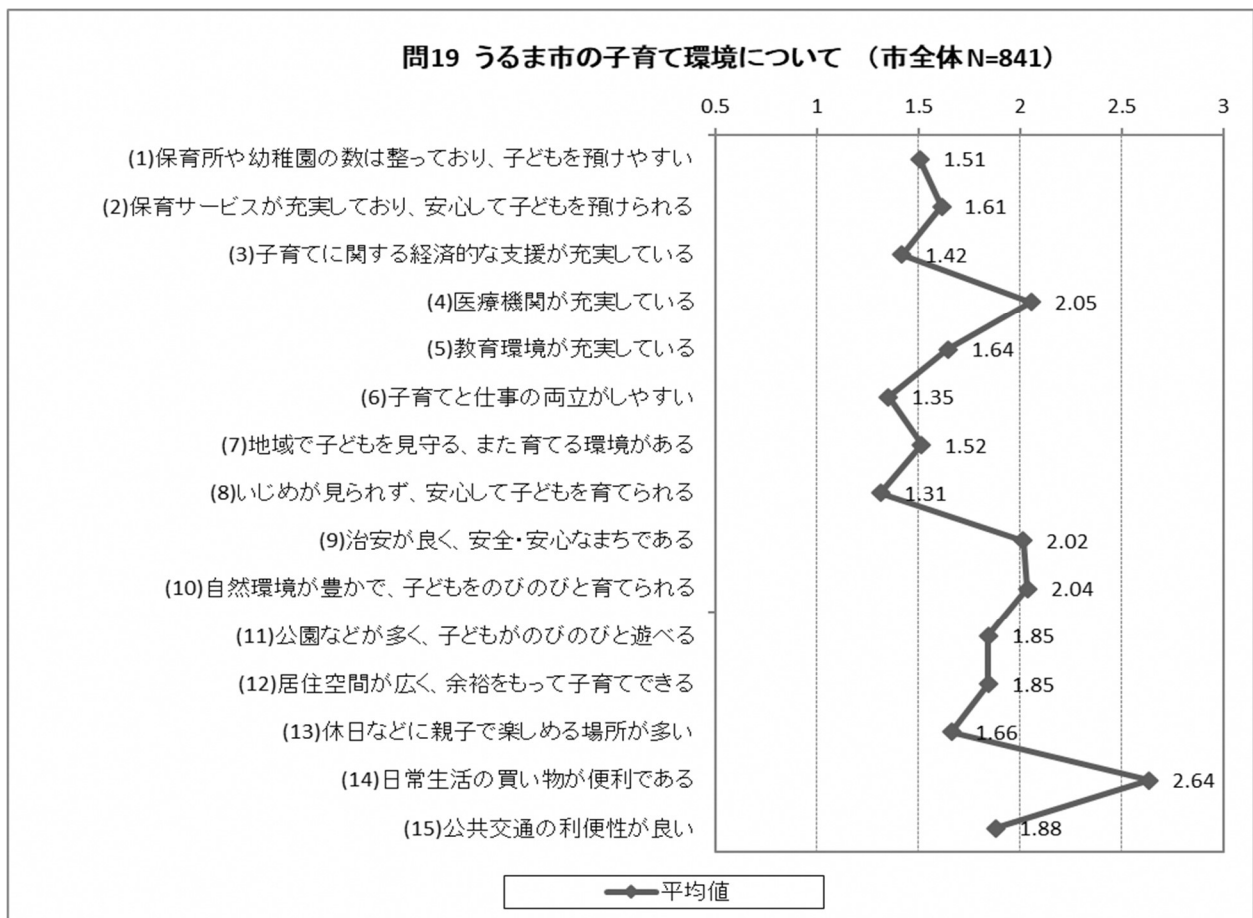 問19 うるま市の子育て環境について （市全体N=841）
0.5 1 1.5 2 2.5 3
(1)保育所や幼稚園の数は整っており、子どもを預けやすい 1.51
(2)保育サービスが充実しており、安心して子どもを預けられる 1.61
(3)子育てに関する経済的な支援が充実している 1.42
(4)医療機関が充実している 2.05
(5)教育環境が充実している 1.64
(6)子育てと仕事の両立がしやすい 1.35
(7)地域で子どもを見守る、また育てる環境がある 1.52
(8)いじめが見られず、安心して子どもを育てられる 1.31
(9)治安が良く、安全・安心なまちである 2.02
(10)自然環境が豊かで、子どもをのびのびと育てられる 2.04
(11)公園などが多く、子どもがのびのびと遊べる 1.85
(12)居住空間が広く、余裕をもって子育てできる 1.85
(13)休日などに親子で楽しめる場所が多い 1.66
(14)日常生活の買い物が便利である 2.64
(15)公共交通の利便性が良い 1.88
平均値